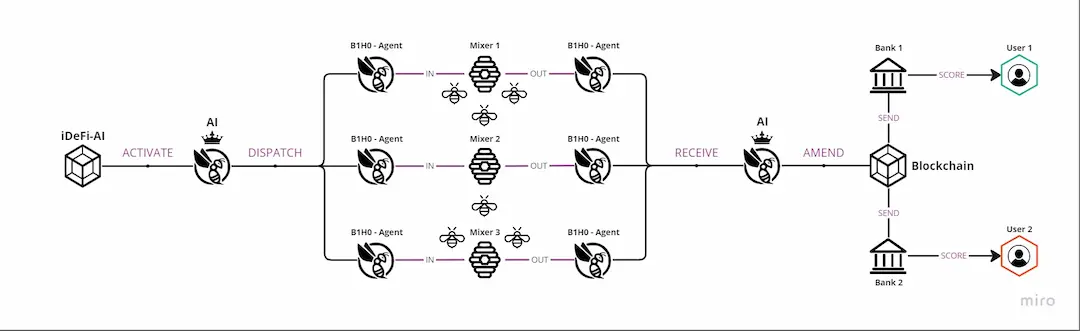 B1H0 - Agent
Mixer 1
B1H0 - Agent
Bank 1
User 1
IN
OUT
SCORE
SEND
iDeFi-AI
AI
B1H0 - Agent
Mixer 2
B1H0 - Agent
AI
ACTIVATE
DISPATCH
IN
OUT
RECEIVE
AMEND
Blockchain
SEND
B1H0 - Agent
Mixer 3
B1H0 - Agent
User 2
IN
OUT
SCORE
Bank 2
miro